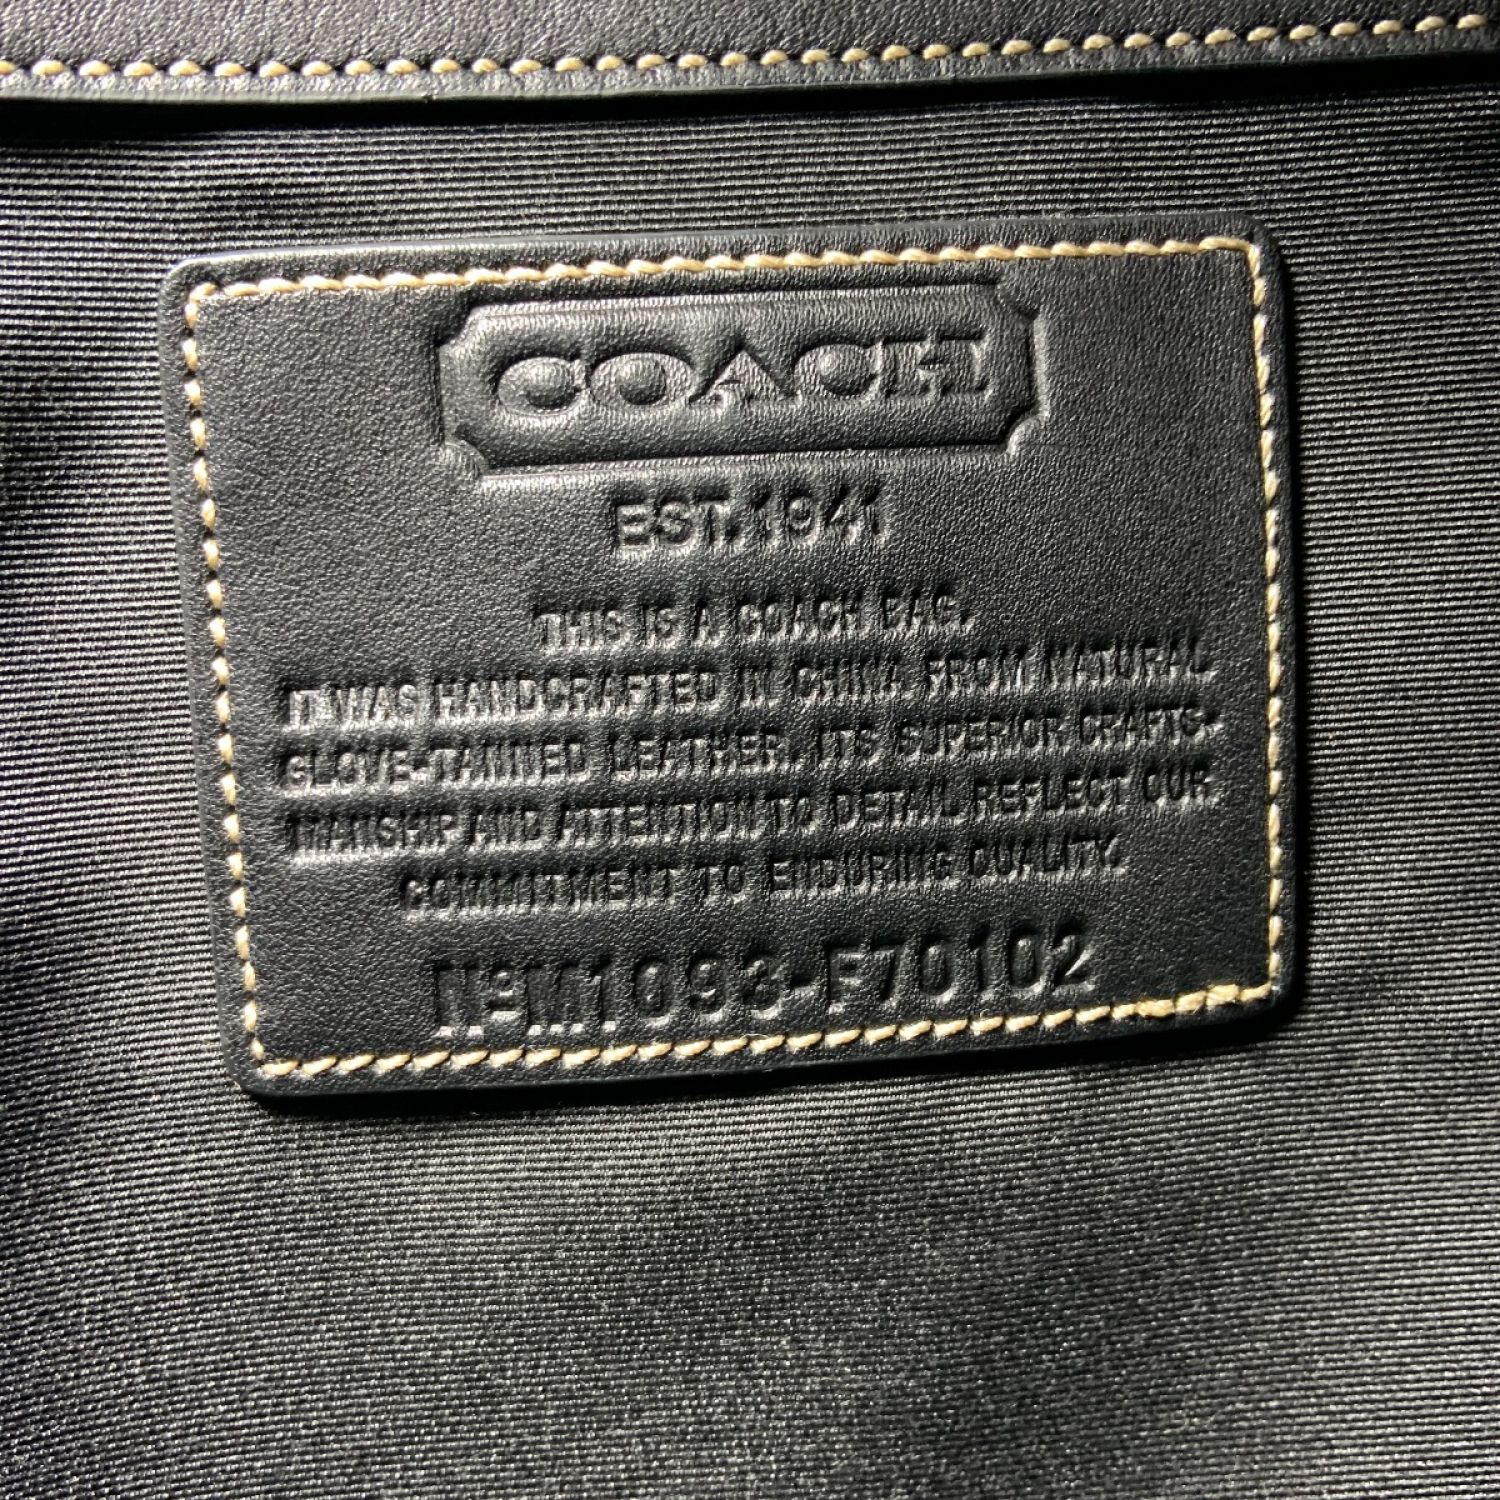 COACH
EST. 1941
THIS IS A COACH BAG.
IT WAS HANDCRAFTED IN CHINA FROM NATURAL
GLOVE-TANNED LEATHER. ITS SUPERIOR CRAFTS-
MANSHIP AND ATTENTION TO DETAIL REFLECT OUR
COMMITMENT TO ENDURING QUALITY.
NºM1093-F70102